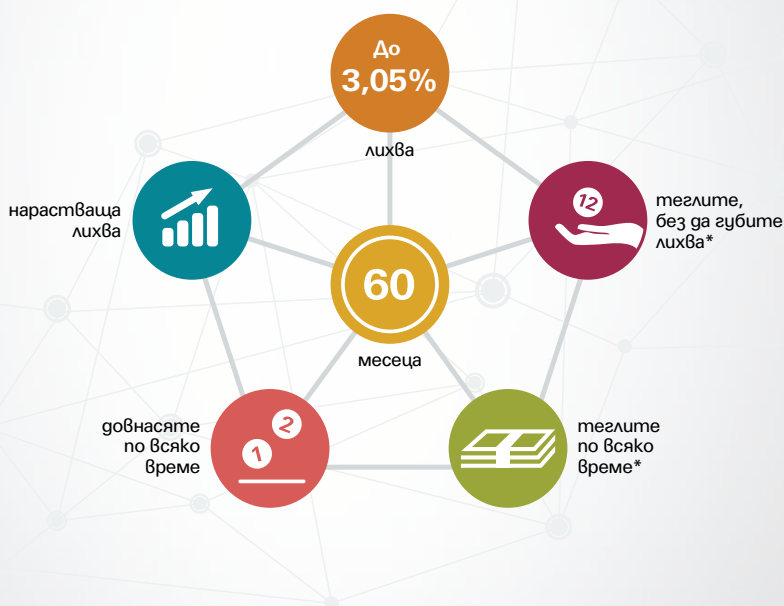 До
3,05%
лихва
нарастваща
лихва
12
теглите,
без да губите
лихва*
60
месеца
довнасяте
по всяко
време
1
2
теглите
по всяко
време*